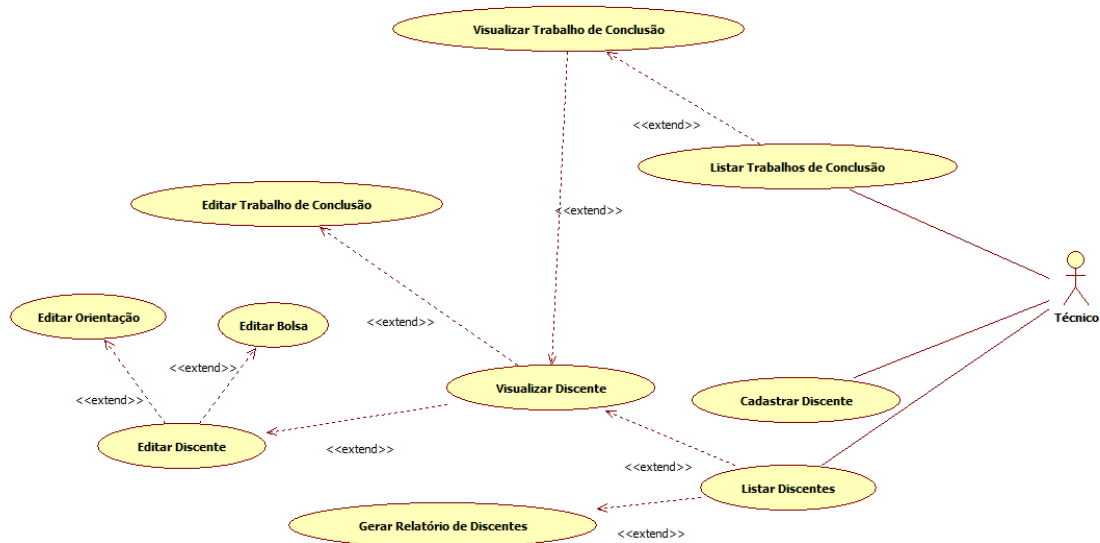 Visualizar Trabalho de Conclusão
<<extend>>
Listar Trabalhos de Conclusão
Editar Trabalho de Conclusão
<<extend>>
Técnico
Editar Orientação
Editar Bolsa
<<extend>>
<<extend>>
Visualizar Discente
<<extend>>
Cadastrar Discente
Editar Discente
<<extend>>
<<extend>>
Listar Discentes
Gerar Relatório de Discentes
<<extend>>